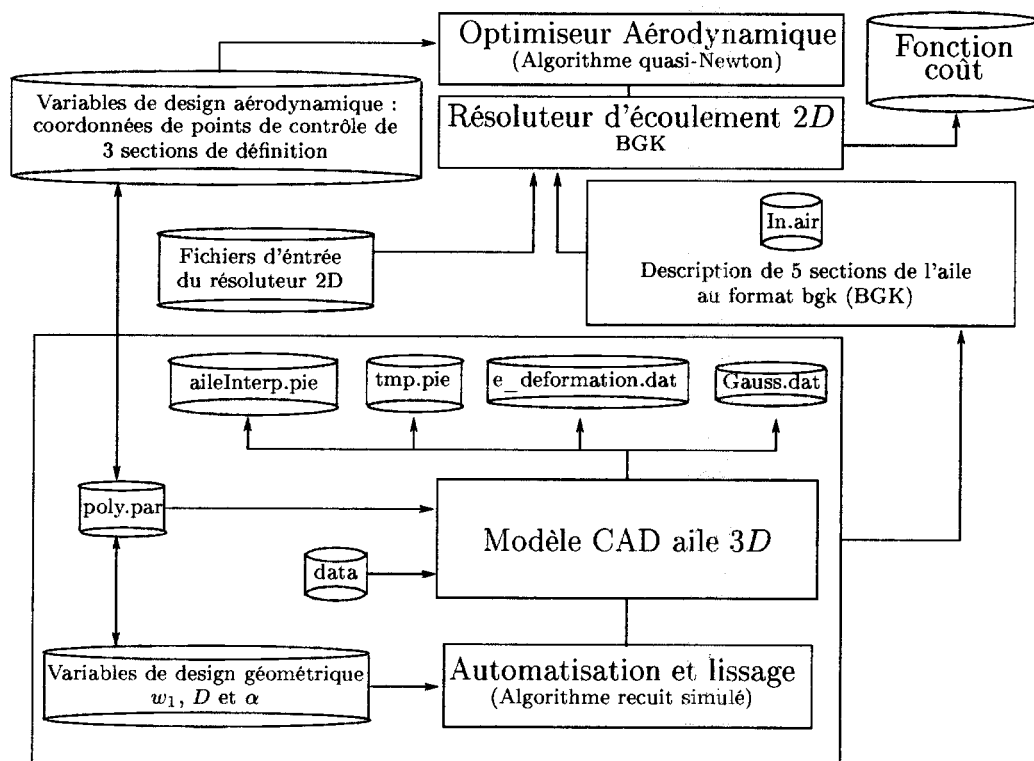 Optimiseur Aérodynamique
(Algorithme quasi-Newton)
Fonction
coût
Variables de design aérodynamique :
coordonnées de points de contrôle de
3 sections de définition
Résoluteur d'écoulement 2D
BGK
In.air
Fichiers d'éntrée
du résoluteur 2D
Description de 5 sections de l'aile
au format bgk (BGK)
aileInterp.pie
tmp.pie
e_deformation.dat
Gauss.dat
poly.par
Modèle CAD aile 3D
data
Variables de design géométrique
w₁, D et α
Automatisation et lissage
(Algorithme recuit simulé)